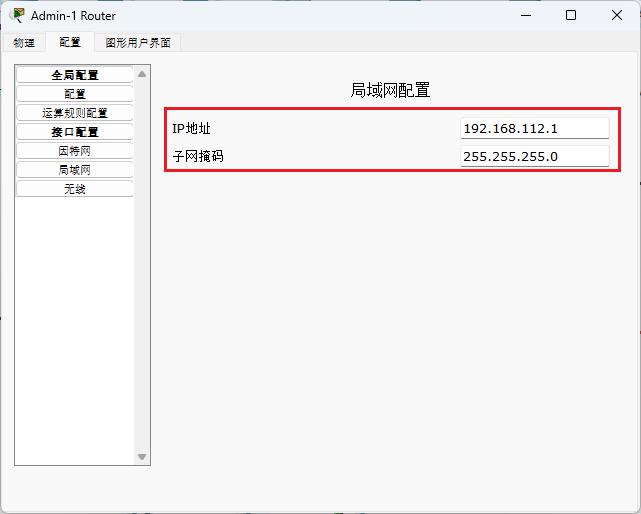 Admin-1 Router
物理 配置 图形用户界面
全局配置
配置
运算规则配置
接口配置
因特网
局域网
无线
局域网配置
IP地址 192.168.112.1
子网掩码 255.255.255.0